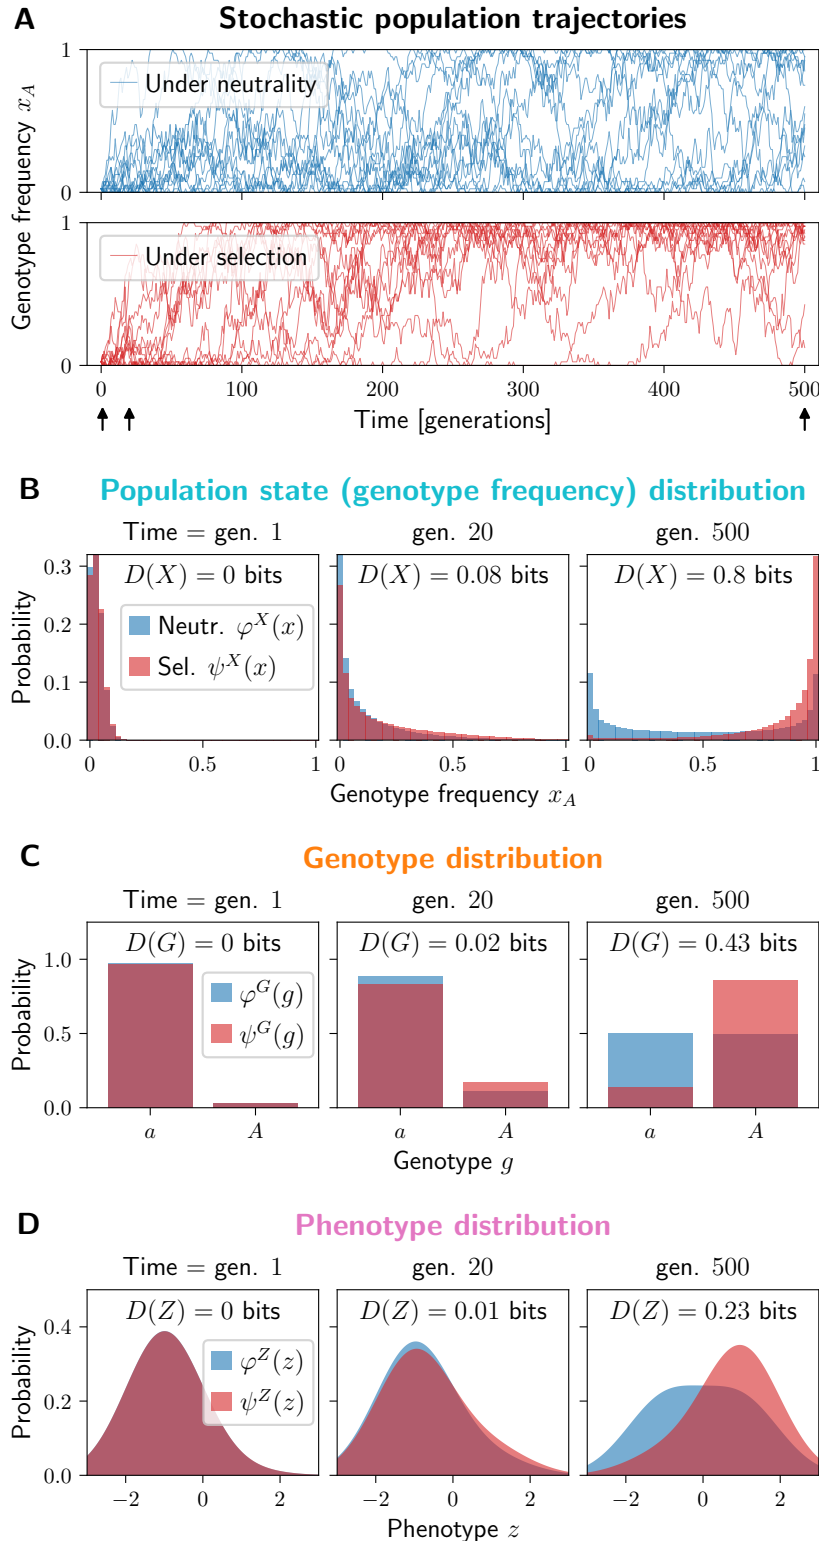 A Stochastic population trajectories
Genotype frequency x_A
1
Under neutrality
0
1
Under selection
0
0 100 200 300 400 500
Time [generations]
B Population state (genotype frequency) distribution
Time = gen. 1 gen. 20 gen. 500
Probability
0.3
0.2
0.1
0.0
D(X) = 0 bits D(X) = 0.08 bits D(X) = 0.8 bits
Neutr. φ^X(x)
Sel. ψ^X(x)
0 0.5 1 0 0.5 1 0 0.5 1
Genotype frequency x_A
C Genotype distribution
Time = gen. 1 gen. 20 gen. 500
Probability
1.0
0.5
0.0
D(G) = 0 bits D(G) = 0.02 bits D(G) = 0.43 bits
φ^G(g)
ψ^G(g)
a A a A a A
Genotype g
D Phenotype distribution
Time = gen. 1 gen. 20 gen. 500
Probability
0.4
0.2
0.0
D(Z) = 0 bits D(Z) = 0.01 bits D(Z) = 0.23 bits
φ^Z(z)
ψ^Z(z)
−2 0 2 −2 0 2 −2 0 2
Phenotype z